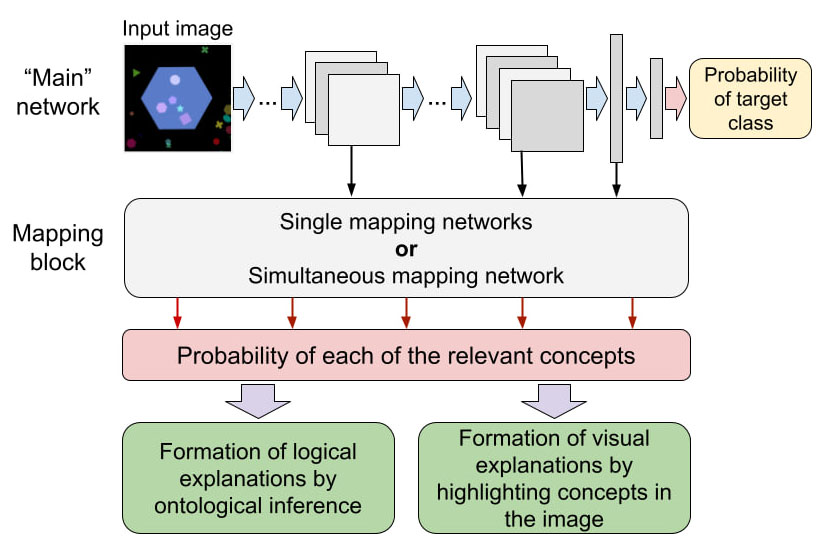 Input image
“Main”
network
...
...
Probability
of target
class
Mapping
block
Single mapping networks
or
Simultaneous mapping network
Probability of each of the relevant concepts
Formation of logical
explanations by
ontological inference
Formation of visual
explanations by
highlighting concepts in
the image